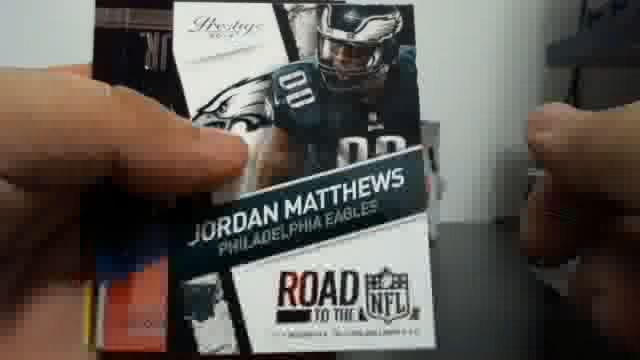 Prestige
00
JORDAN MATTHEWS
PHILADELPHIA EAGLES
ROAD
TO THE
NFL